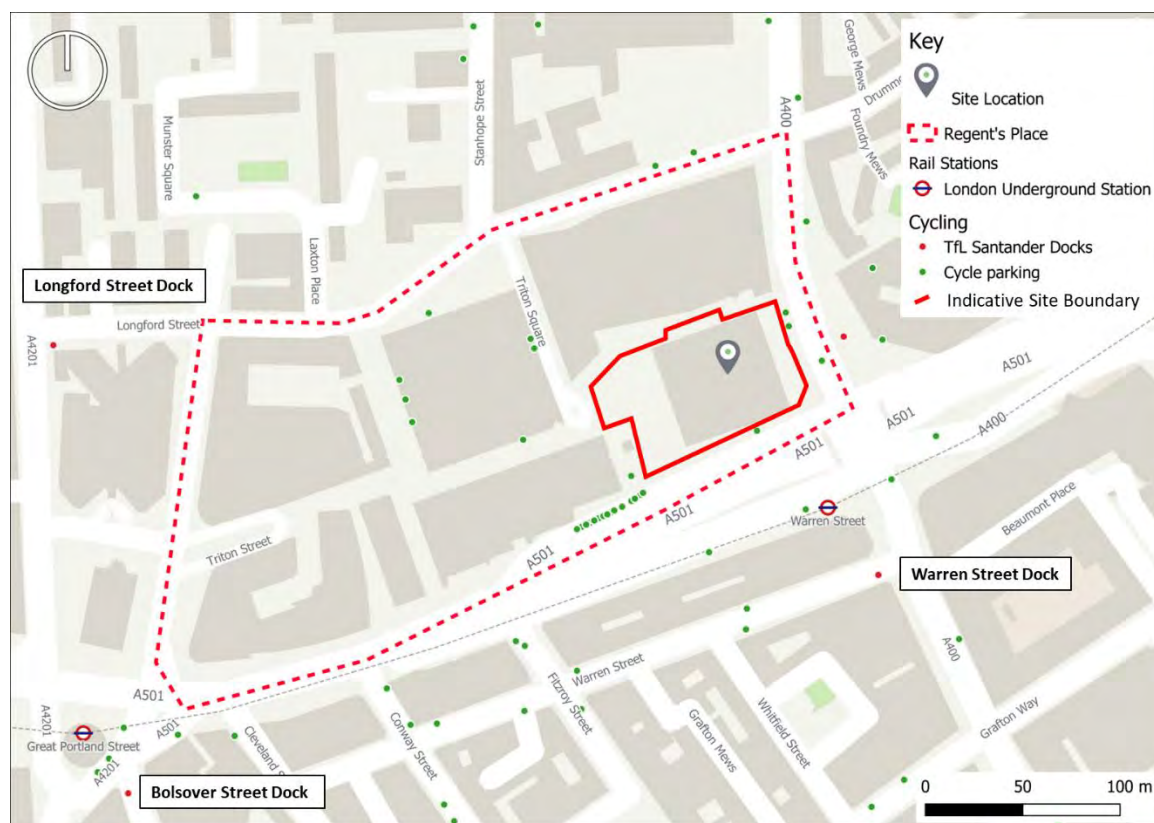 Key
Site Location
Regent's Place
Rail Stations
London Underground Station
Cycling
TfL Santander Docks
Cycle parking
Indicative Site Boundary
George Mews
Foundry Mews
A400
Stanhope Street
Munster Square
Laxton Place
Longford Street Dock
Longford Street
A4201
Triton Square
A501
A501
A400
A501
A501
A501
Warren Street
Beaumont Place
Triton Street
Warren Street Dock
A400
Warren Street
Fitzroy Street
Whitfield Street
Grafton Mews
Grafton Way
Conway Street
A501
A501
A4201
Great Portland Street
A4201
Bolsover Street Dock
0 50 100 m